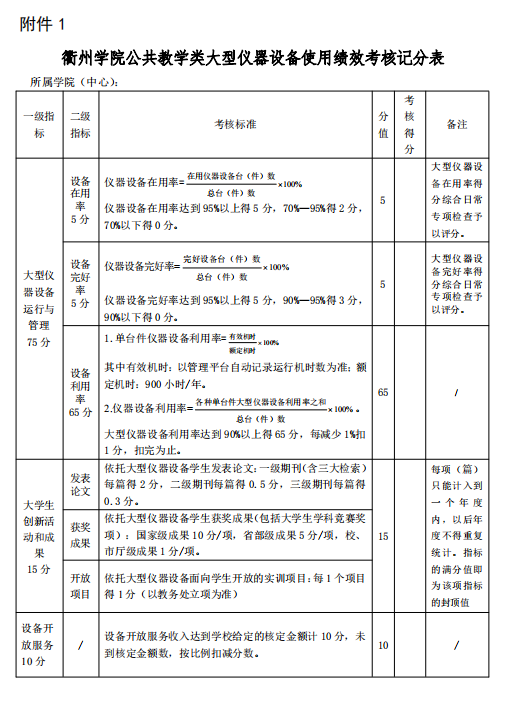 附件 1
衢州学院公共教学类大型仪器设备使用绩效考核记分表
所属学院（中心）：
一级指
标
二级
指标
考核标准
分
值
考
核
得
分
备注
大型仪
器设备
运行与
管理
75 分
设备
在用
率
5 分
仪器设备在用率=在用仪器设备台（件）数
总台（件）数
×100%
仪器设备在用率达到 95%以上得 5 分，70%—95%得 2 分，
70%以下得 0 分。
5
大型仪器设
备在用率得
分综合日常
专项检查予
以评分。
设备
完好
率
5 分
仪器设备完好率=完好设备台（件）数
总台（件）数
×100%
仪器设备完好率达到 95%以上得 5 分，90%—95%得 3 分，
90%以下得 0 分。
5
大型仪器设
备完好率得
分综合日常
专项检查予
以评分。
设备
利用
率
65 分
1.单台件仪器设备利用率=有效机时
额定机时
×100%
其中有效机时：以管理平台自动记录运行机时数为准；额
定机时：900 小时/年。
2.仪器设备利用率=各种单台件大型仪器设备利用率之和
总台（件）数
×100%。
大型仪器设备利用率达到 90%以上得 65 分，每减少 1%扣
1 分，扣完为止。
65
/
大学生
创新活
动和成
果
15 分
发表
论文
依托大型仪器设备学生发表论文:一级期刊(含三大检索)
每篇得 2 分，二级期刊每篇得 0.5 分，三级期刊每篇得
0.3 分。
获奖
成果
依托大型仪器设备学生获奖成果(包括大学生学科竞赛奖
项)：国家级成果 10 分/项，省部级成果 5 分/项，校、
市厅级成果 1 分/项。
开放
项目
依托大型仪器设备面向学生开放的实训项目:每 1 个项目
得 1 分（以教务处立项为准）
15
每项（篇）
只能计入到
一个年度
内，以后年
度不得重复
统计。指标
的满分值即
为该项指标
的封顶值
设备开
放服务
10 分
/
设备开放服务收入达到学校给定的核定金额计 10 分，未
到核定金额数，按比例扣减分数。
10
/